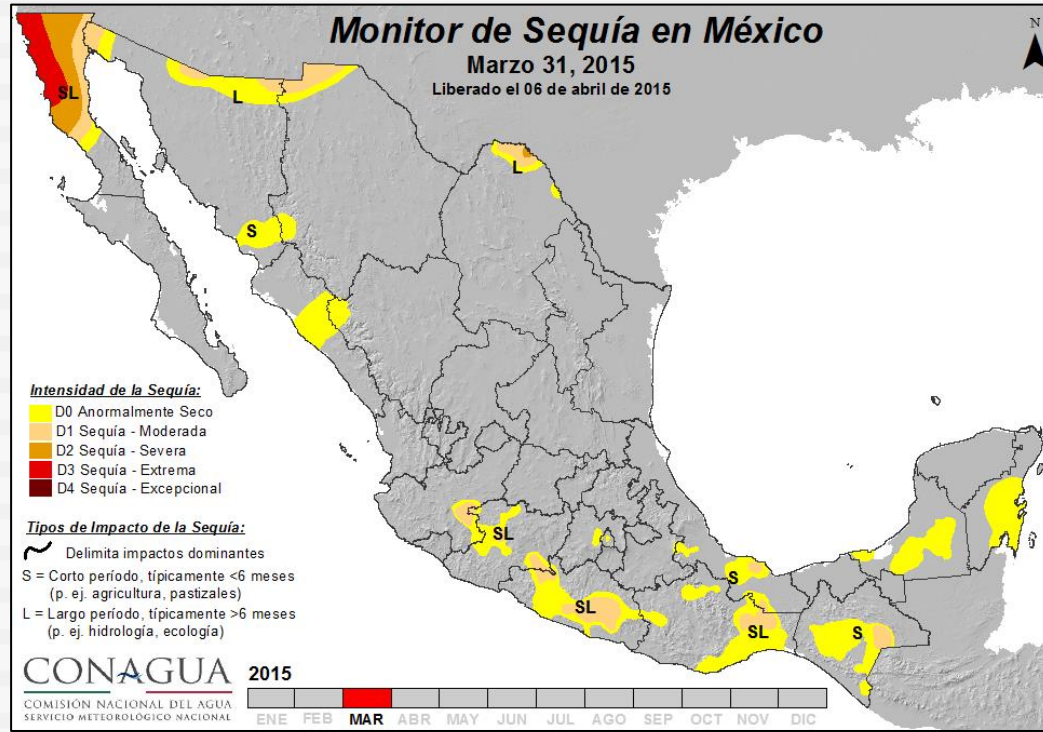 Monitor de Sequía en México
Marzo 31, 2015
Liberado el 06 de abril de 2015
N
SL
L
L
S
Intensidad de la Sequía:
D0 Anormalmente Seco
D1 Sequía - Moderada
D2 Sequía - Severa
D3 Sequía - Extrema
D4 Sequía - Excepcional
Tipos de Impacto de la Sequía:
Delimita impactos dominantes
S = Corto período, típicamente <6 meses
(p. ej. agricultura, pastizales)
L = Largo período, típicamente >6 meses
(p. ej. hidrología, ecología)
SL
S
SL
SL
S
CONAGUA
COMISIÓN NACIONAL DEL AGUA
SERVICIO METEOROLÓGICO NACIONAL
2015
ENE FEB MAR ABR MAY JUN JUL AGO SEP OCT NOV DIC